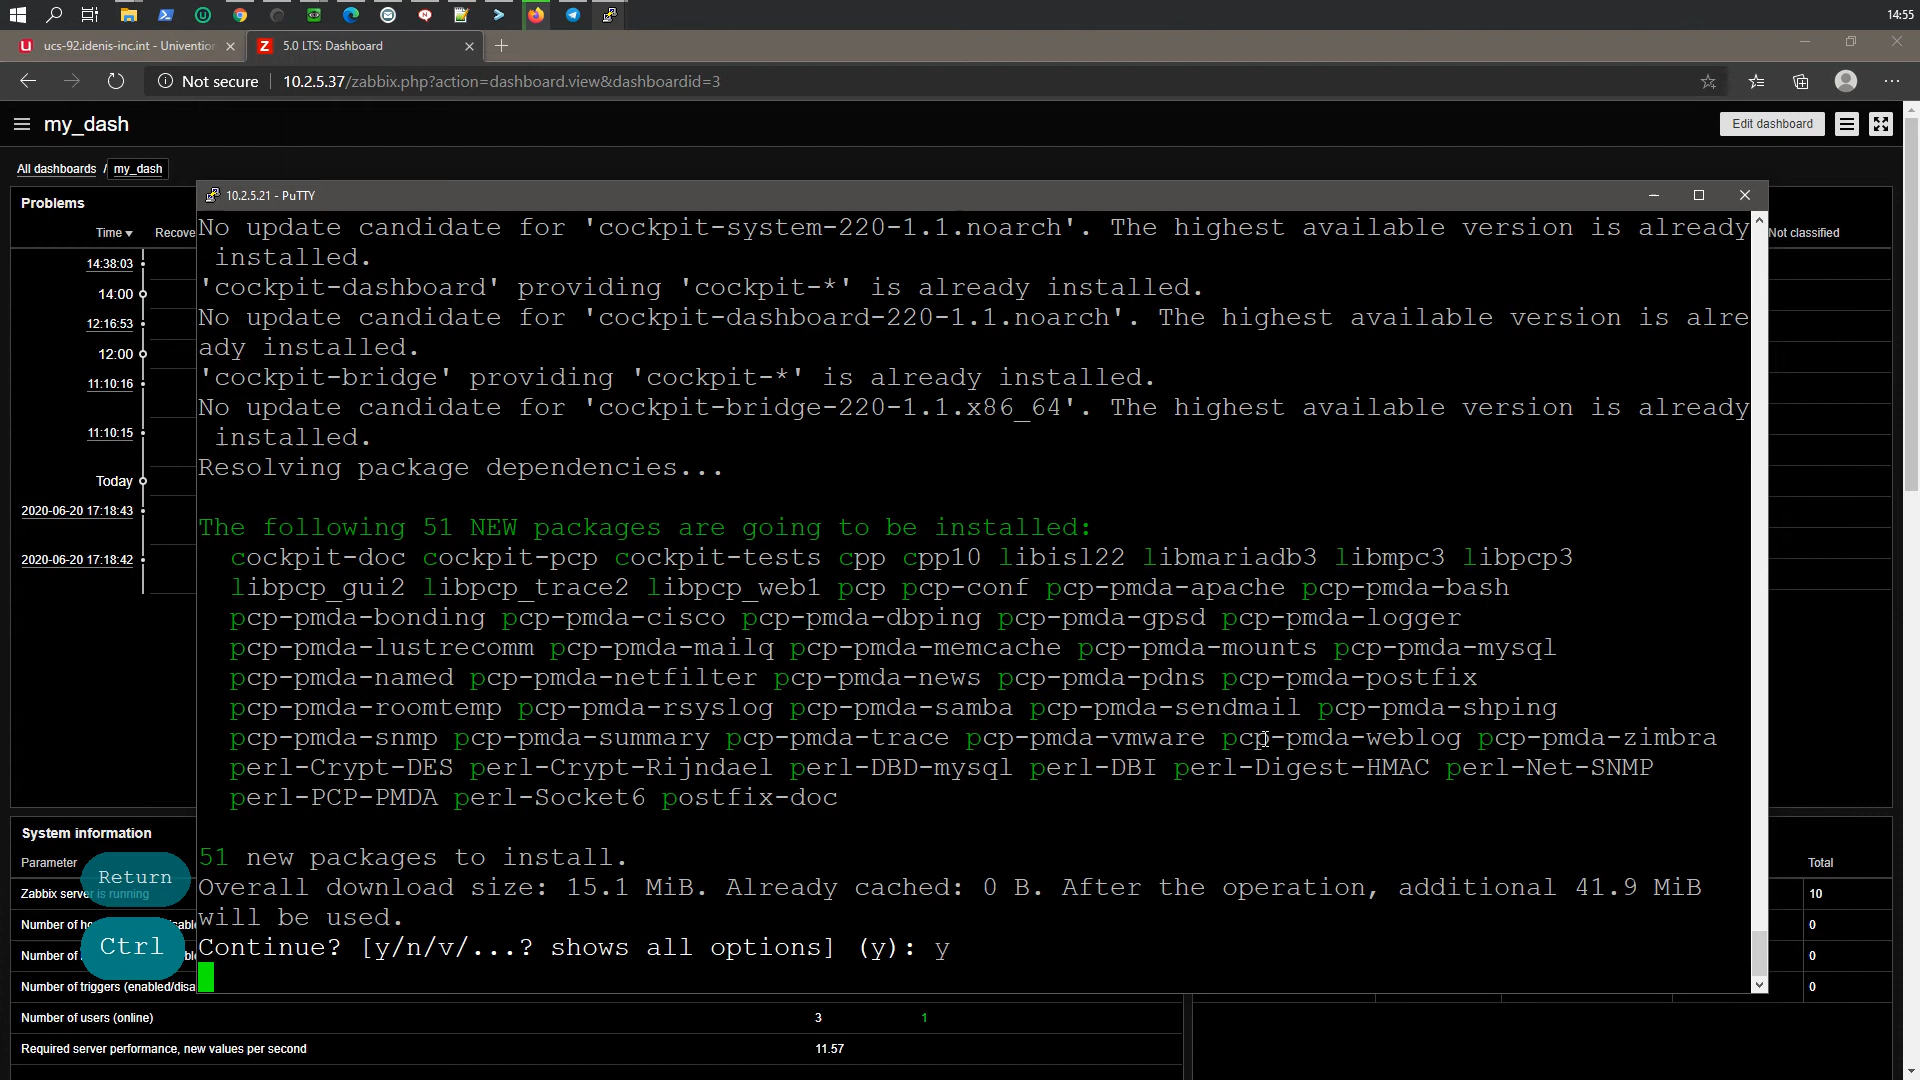 14:55
ucs-92.idenis-inc.int - Univention
5.0 LTS: Dashboard
Not secure
10.2.5.37/zabbix.php?action=dashboard.view&dashboardid=3
my_dash
Edit dashboard
All dashboards / my_dash
Problems
Time
Recove
Not classified
14:38:03
14:00
12:16:53
12:00
11:10:16
11:10:15
Today
2020-06-20 17:18:43
2020-06-20 17:18:42
10.2.5.21 - PuTTY
No update candidate for 'cockpit-system-220-1.1.noarch'. The highest available version is already
installed.
'cockpit-dashboard' providing 'cockpit-*' is already installed.
No update candidate for 'cockpit-dashboard-220-1.1.noarch'. The highest available version is alre
ady installed.
'cockpit-bridge' providing 'cockpit-*' is already installed.
No update candidate for 'cockpit-bridge-220-1.1.x86_64'. The highest available version is already
installed.
Resolving package dependencies...
The following 51 NEW packages are going to be installed:
cockpit-doc cockpit-pcp cockpit-tests cpp cpp10 libisl22 libmariadb3 libmpc3 libpcp3
libpcp_gui2 libpcp_trace2 libpcp_web1 pcp pcp-conf pcp-pmda-apache pcp-pmda-bash
pcp-pmda-bonding pcp-pmda-cisco pcp-pmda-dbping pcp-pmda-gpsd pcp-pmda-logger
pcp-pmda-lustrecomm pcp-pmda-mailq pcp-pmda-memcache pcp-pmda-mounts pcp-pmda-mysql
pcp-pmda-named pcp-pmda-netfilter pcp-pmda-news pcp-pmda-pdns pcp-pmda-postfix
pcp-pmda-roomtemp pcp-pmda-rsyslog pcp-pmda-samba pcp-pmda-sendmail pcp-pmda-shping
pcp-pmda-snmp pcp-pmda-summary pcp-pmda-trace pcp-pmda-vmware pcp-pmda-weblog pcp-pmda-zimbra
perl-Crypt-DES perl-Crypt-Rijndael perl-DBD-mysql perl-DBI perl-Digest-HMAC perl-Net-SNMP
perl-PCP-PMDA perl-Socket6 postfix-doc
51 new packages to install.
Overall download size: 15.1 MiB. Already cached: 0 B. After the operation, additional 41.9 MiB
will be used.
Continue? [y/n/v/...? shows all options] (y): y
System information
Parameter
Total
Return
Zabbix server is running
10
Number of ho
0
Ctrl
Number of
0
Number of triggers (enabled/disa
0
Number of users (online)
3
1
Required server performance, new values per second
11.57